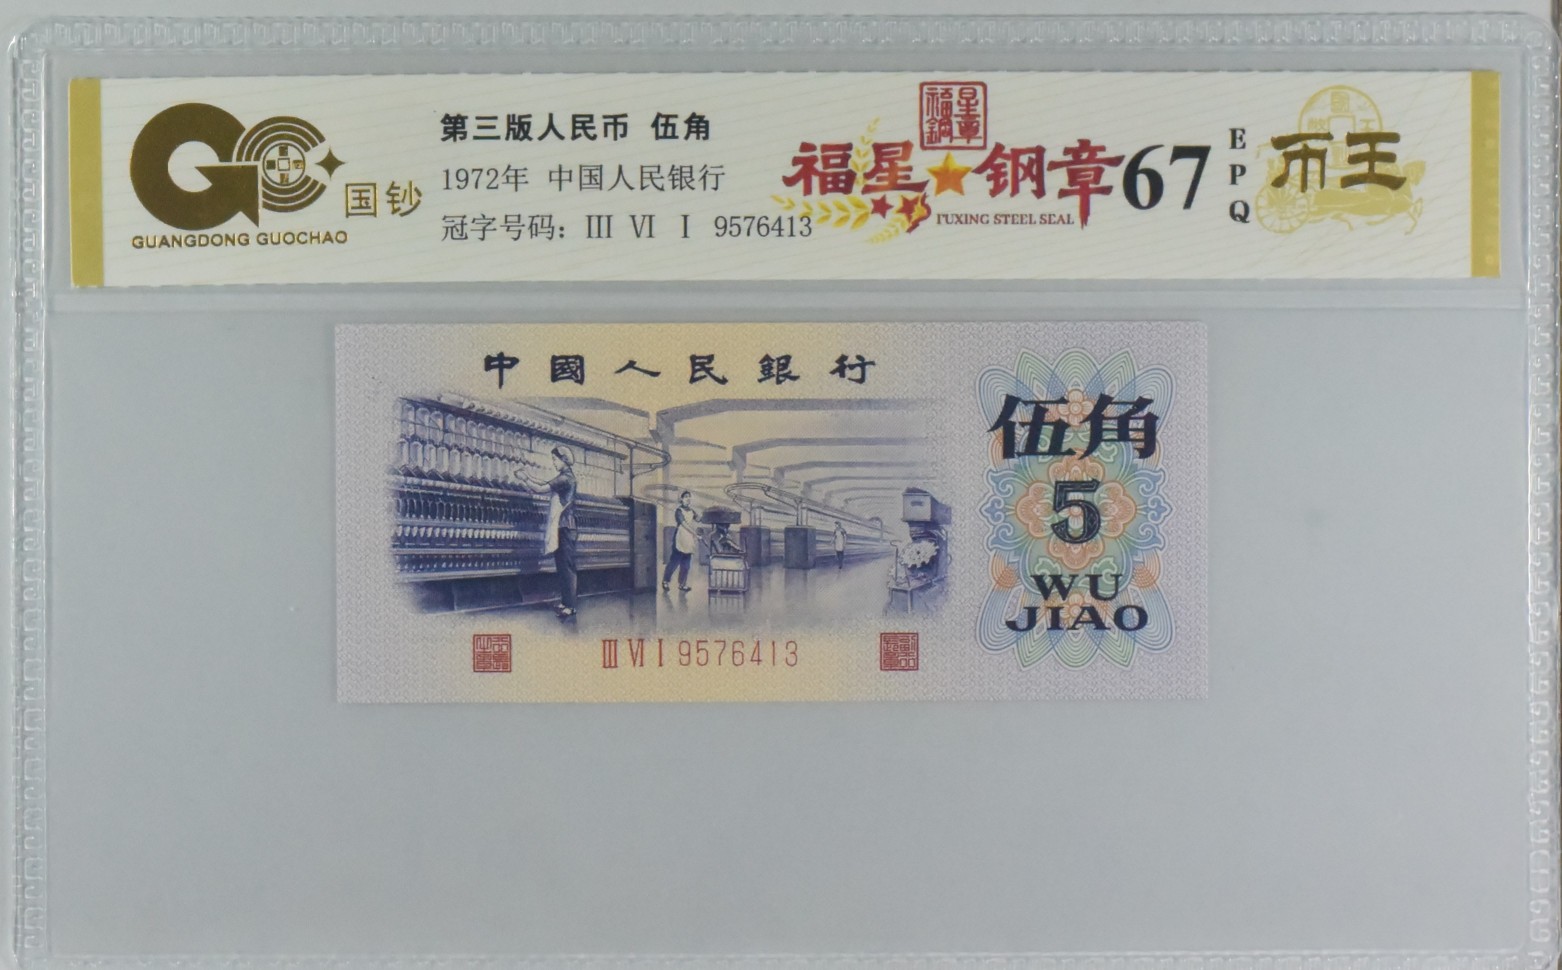 国钞
GUANGDONG GUOCHAO
第三版人民币 伍角
1972年 中国人民银行
冠字号码：Ⅲ Ⅵ Ⅰ 9576413
福星鋼章
福星★钢章
FUXING STEEL SEAL
67
EPQ
币王
中國人民銀行
伍角
5
WU
JIAO
Ⅲ Ⅵ Ⅰ 9576413